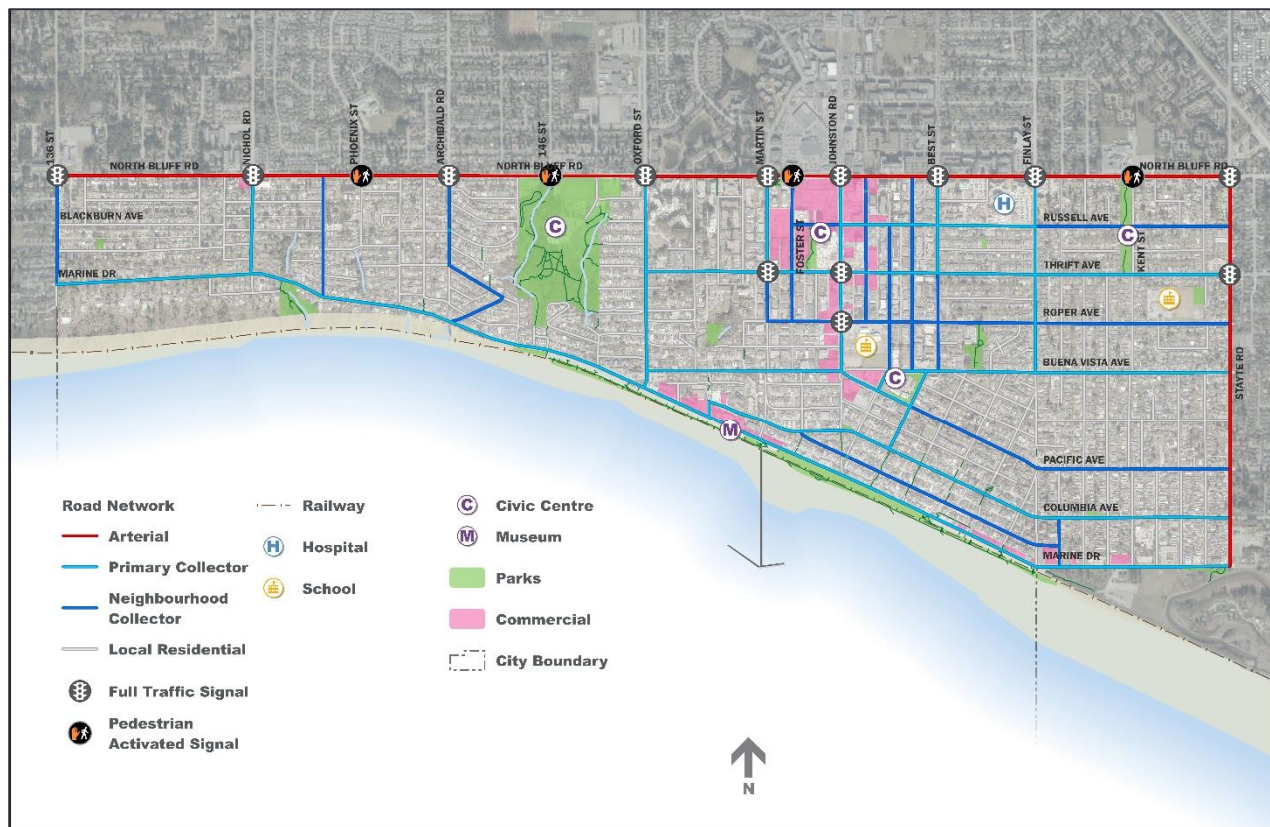 136 ST
NICHOL RD
PHOENIX ST
ARCHIBALD RD
146 ST
OXFORD ST
MARTIN ST
JOHNSTON RD
BEST ST
FINLAY ST
NORTH BLUFF RD
NORTH BLUFF RD
NORTH BLUFF RD
BLACKBURN AVE
MARINE DR
FOSTER ST
KENT ST
RUSSELL AVE
THRIFT AVE
ROPER AVE
BUENA VISTA AVE
STAYTE RD
PACIFIC AVE
COLUMBIA AVE
MARINE DR
H
C
C
C
C
M
Road Network
Arterial
Primary Collector
Neighbourhood
Collector
Local Residential
Full Traffic Signal
Pedestrian
Activated Signal
Railway
H Hospital
School
C Civic Centre
M Museum
Parks
Commercial
City Boundary
N